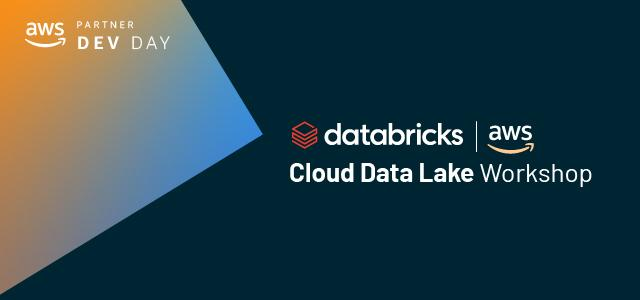 aws PARTNER
DEV DAY
databricks | aws
Cloud Data Lake Workshop